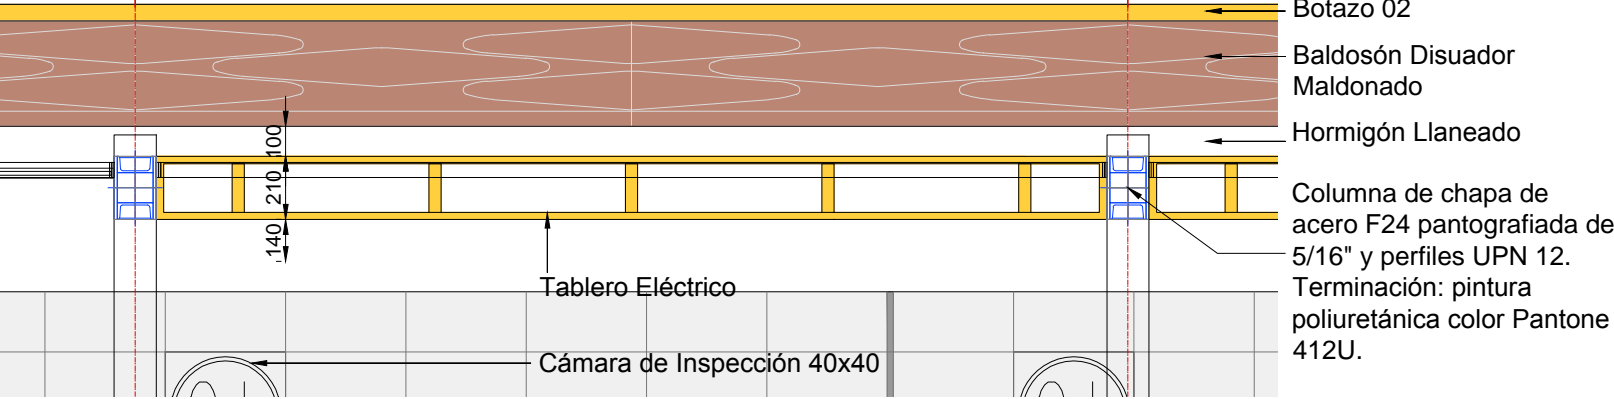 Botazo 02
Baldosón Disuador
Maldonado
Hormigón Llaneado
Columna de chapa de
acero F24 pantografiada de
5/16" y perfiles UPN 12.
Terminación: pintura
poliuretánica color Pantone
412U.
100
210
140
Tablero Eléctrico
Cámara de Inspección 40x40